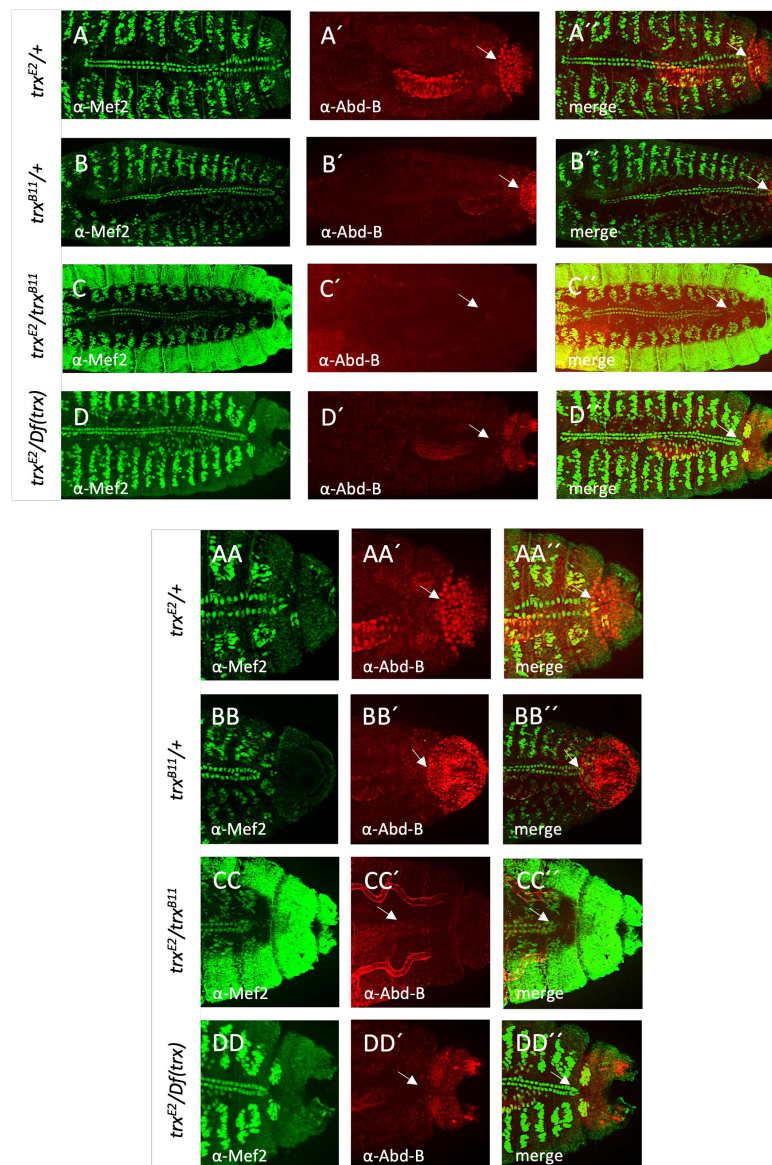 trxE2/+
A
α-Mef2
A´
α-Abd-B
A´´
merge
trxB11/+
B
α-Mef2
B´
α-Abd-B
B´´
merge
trxE2/trxB11
C
α-Mef2
C´
α-Abd-B
C´´
merge
trxE2/Df(trx)
D
α-Mef2
D´
α-Abd-B
D´´
merge
trxE2/+
AA
α-Mef2
AA´
α-Abd-B
AA´´
merge
trxB11/+
BB
α-Mef2
BB´
α-Abd-B
BB´´
merge
trxE2/trxB11
CC
α-Mef2
CC´
α-Abd-B
CC´´
merge
trxE2/Df(trx)
DD
α-Mef2
DD´
α-Abd-B
DD´´
merge